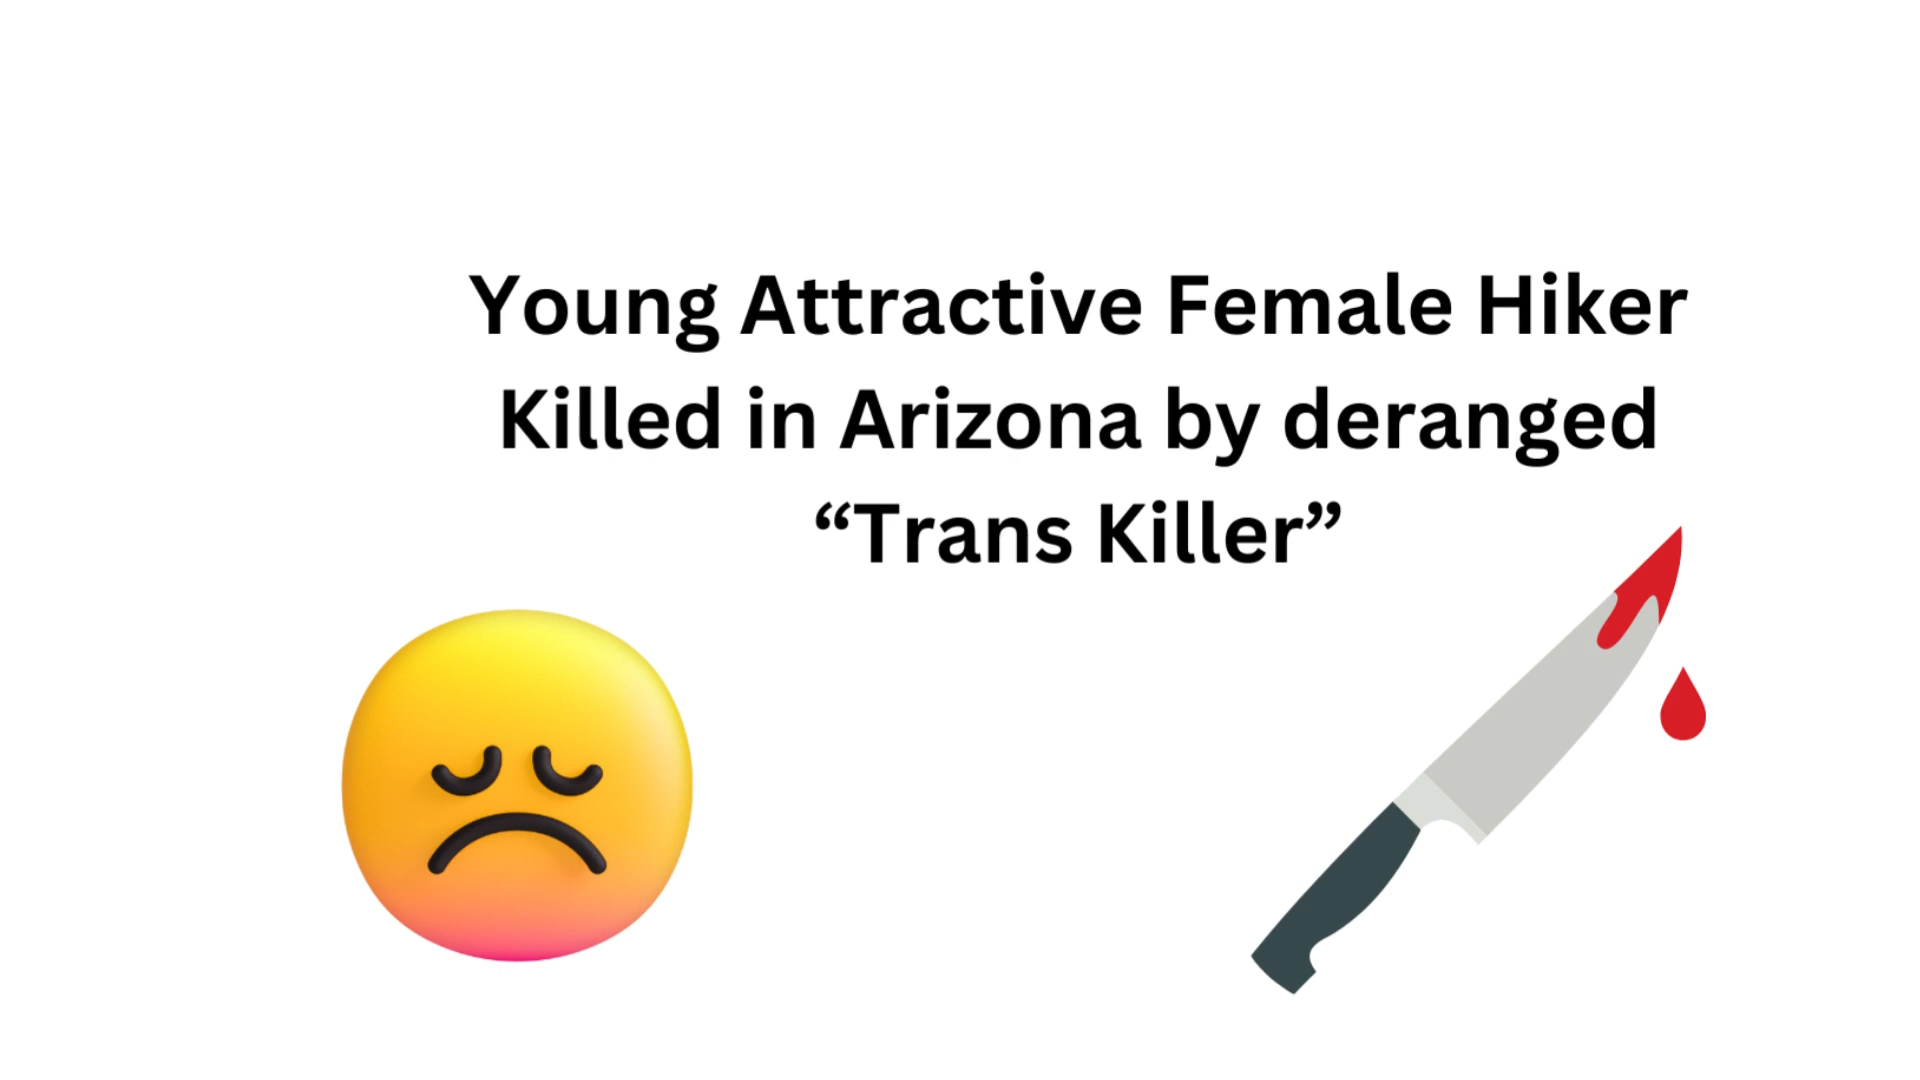 Young Attractive Female Hiker
Killed in Arizona by deranged
“Trans Killer”